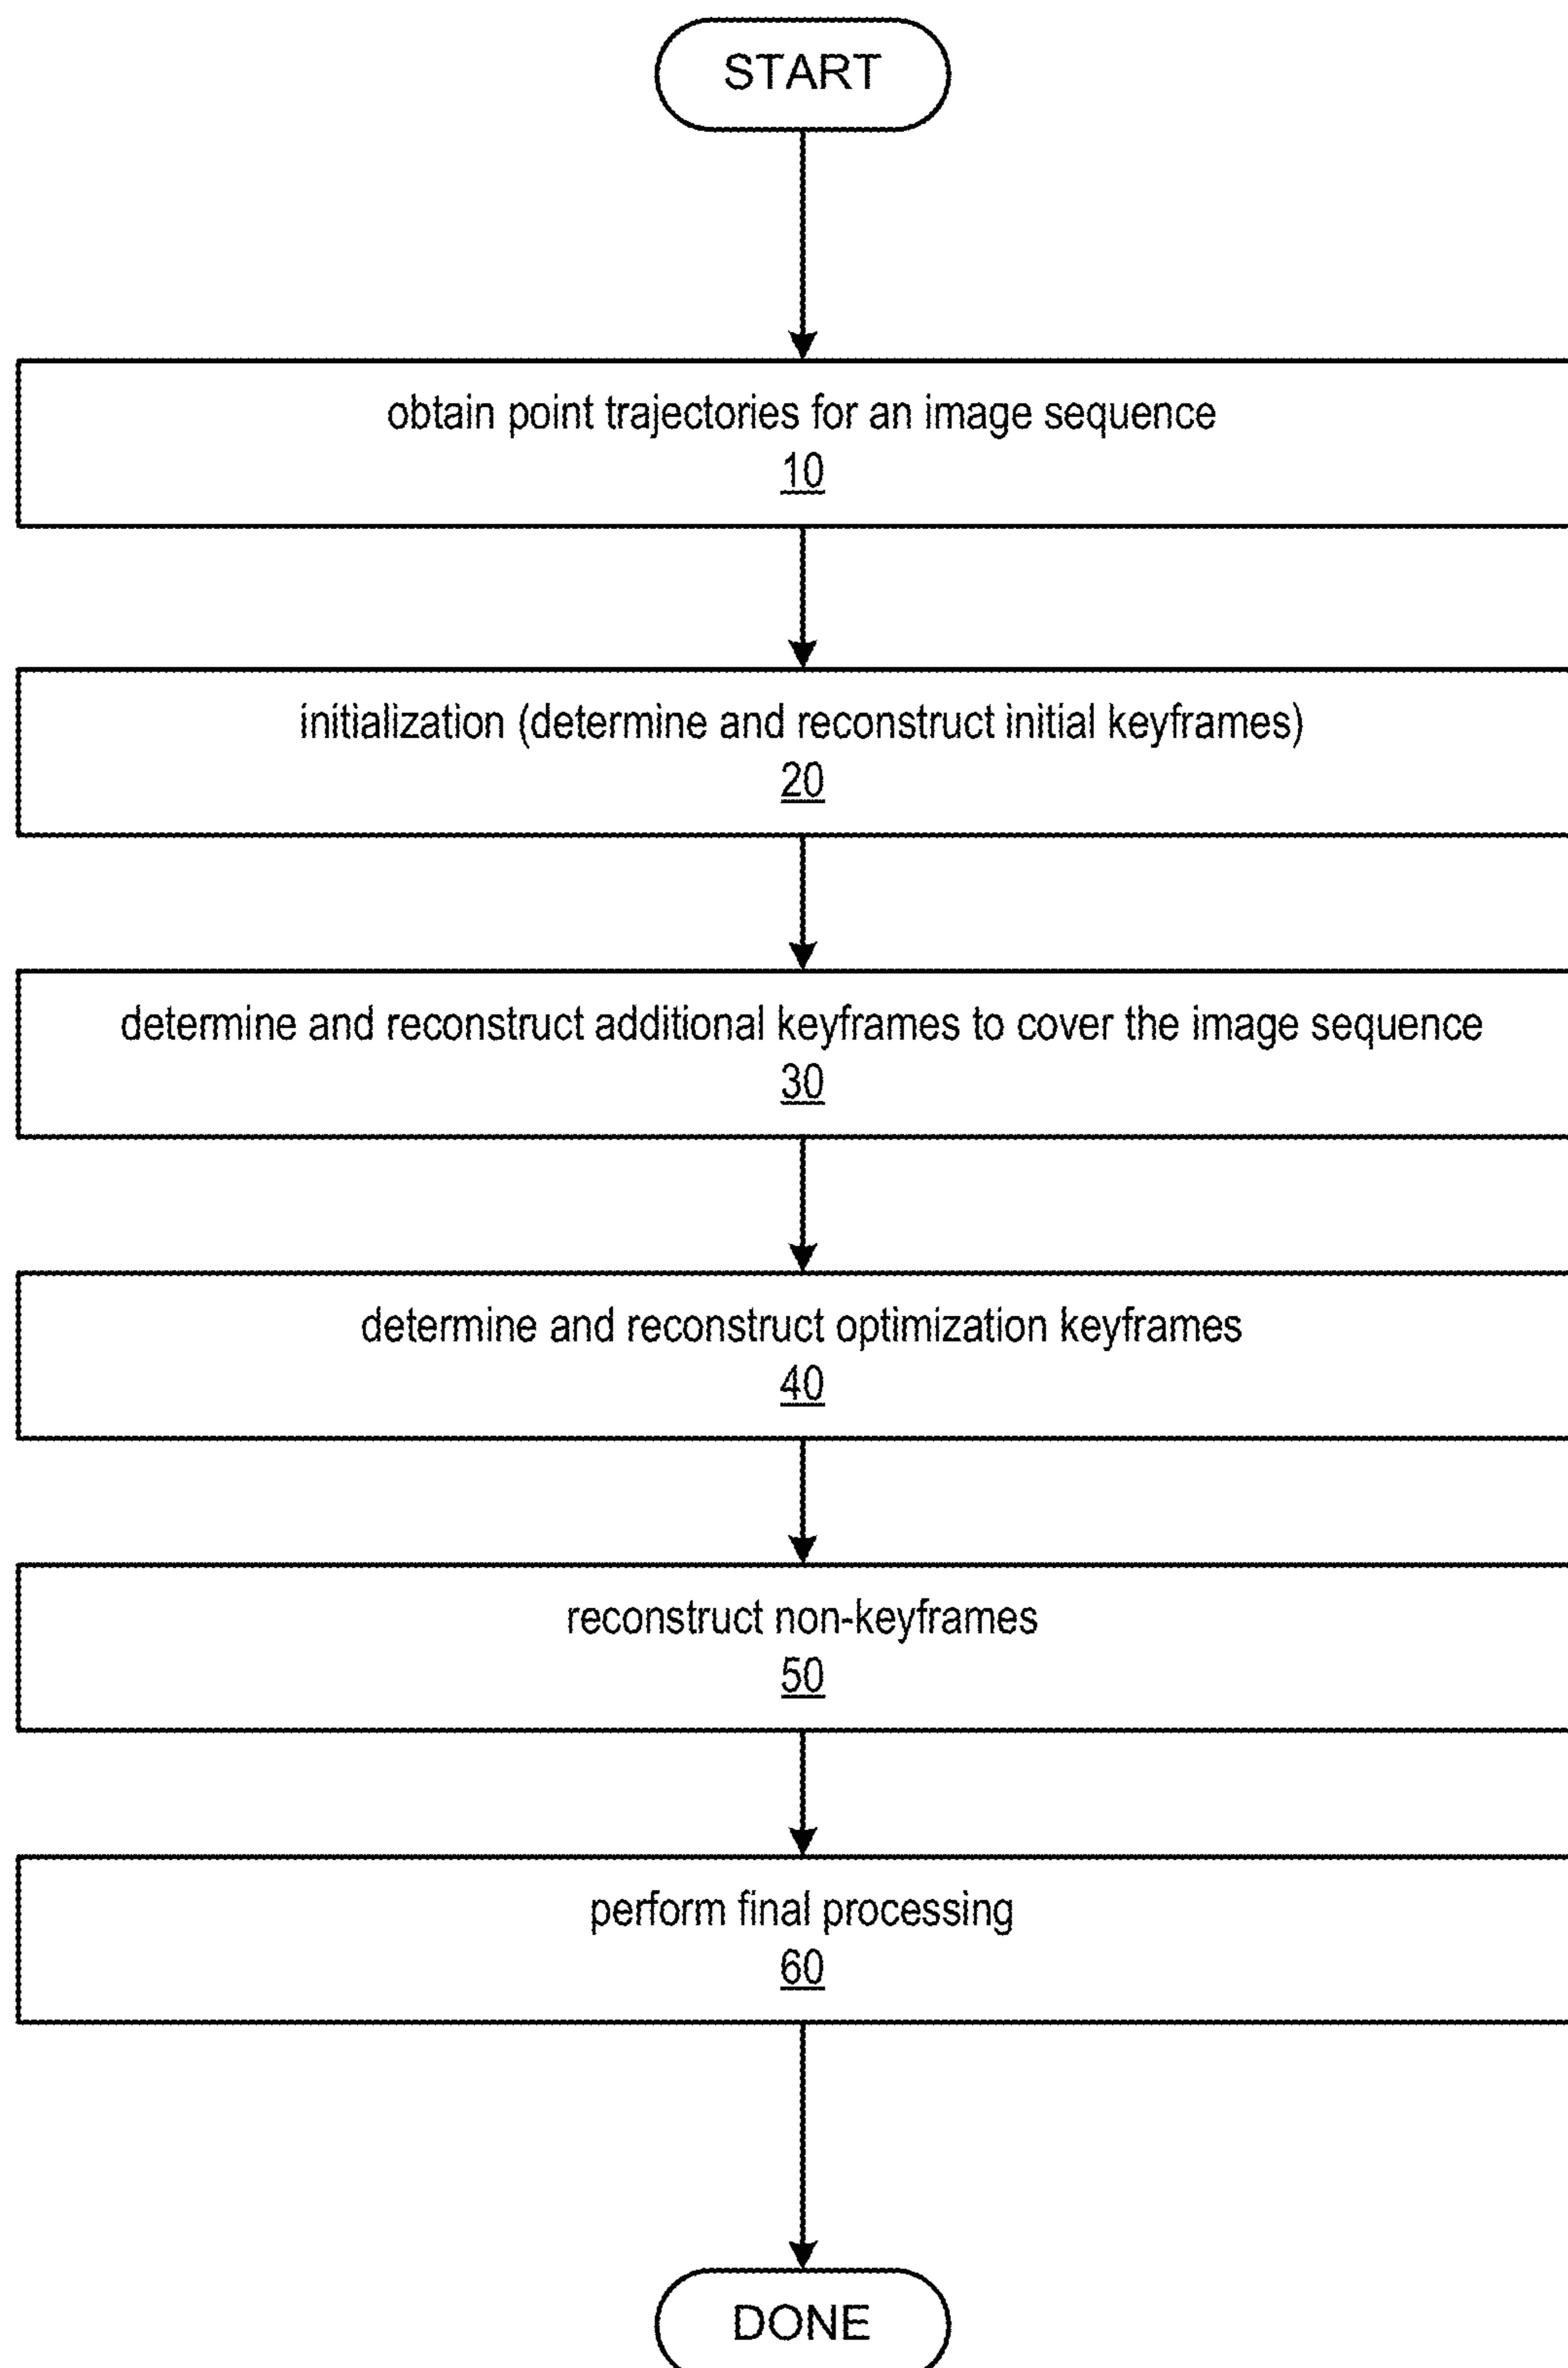 START
obtain point trajectories for an image sequence
10
initialization (determine and reconstruct initial keyframes)
20
determine and reconstruct additional keyframes to cover the image sequence
30
determine and reconstruct optimization keyframes
40
reconstruct non-keyframes
50
perform final processing
60
DONE